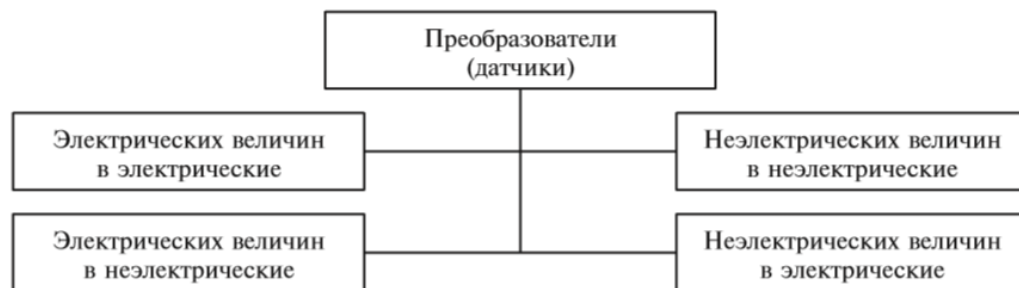 Преобразователи
(датчики)
Электрических величин
в электрические
Неэлектрических величин
в неэлектрические
Электрических величин
в неэлектрические
Неэлектрических величин
в электрические